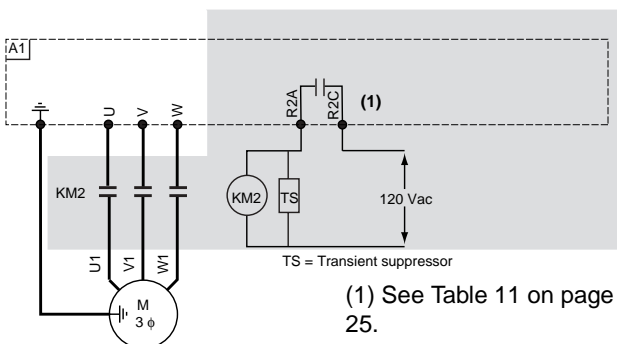 A1
U
V
W
R2A
R2C
(1)
KM2
KM2
TS
120 Vac
U1
V1
W1
TS = Transient suppressor
M
3 ϕ
(1) See Table 11 on page
25.